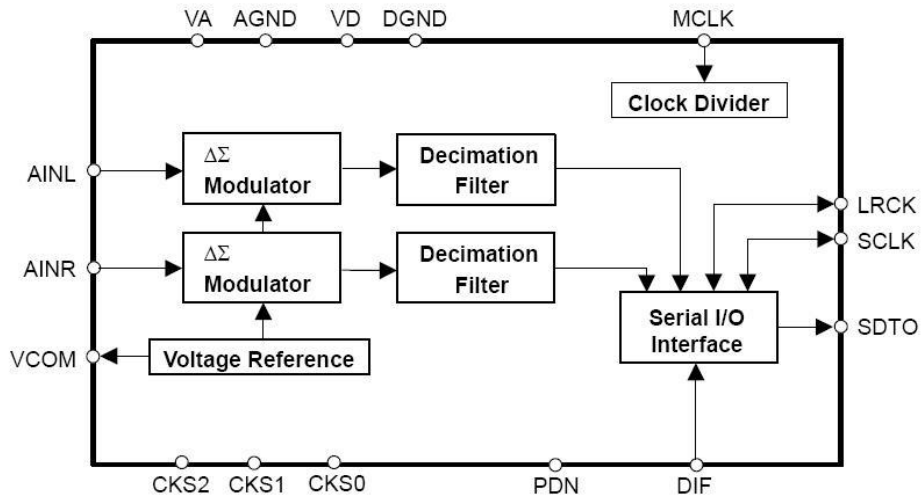 VA AGND VD DGND MCLK
Clock Divider
AINL
ΔΣ
Modulator
Decimation
Filter
LRCK
SCLK
AINR
ΔΣ
Modulator
Decimation
Filter
Serial I/O
Interface
SDTO
VCOM
Voltage Reference
CKS2 CKS1 CKS0 PDN DIF